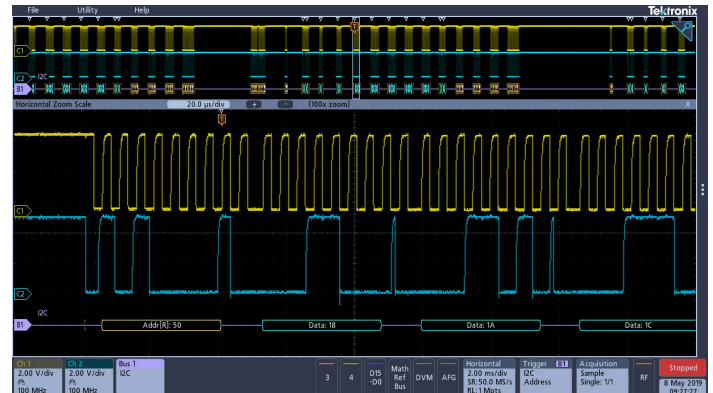 File Utility Help Tektronix
C1
C2 I2C
B1
Horizontal Zoom Scale 20.0 µs/div + - (100x zoom) X
T
C1
C2
I2C
B1 Addr[R]: 50 Data: 18 Data: 1A Data: 1C
Ch 1 Ch 2 Bus 1 Horizontal Trigger B1 Acquisition
2.00 V/div 2.00 V/div I2C 3 4 D15 -D0 Math Ref Bus DVM AFG 2.00 ms/div I2C Sample RF Stopped
SR: 50.0 MS/s Address Single: 1/1
100 MHz 100 MHz RL: 1 Mpts 8 May 2019
09:27:27